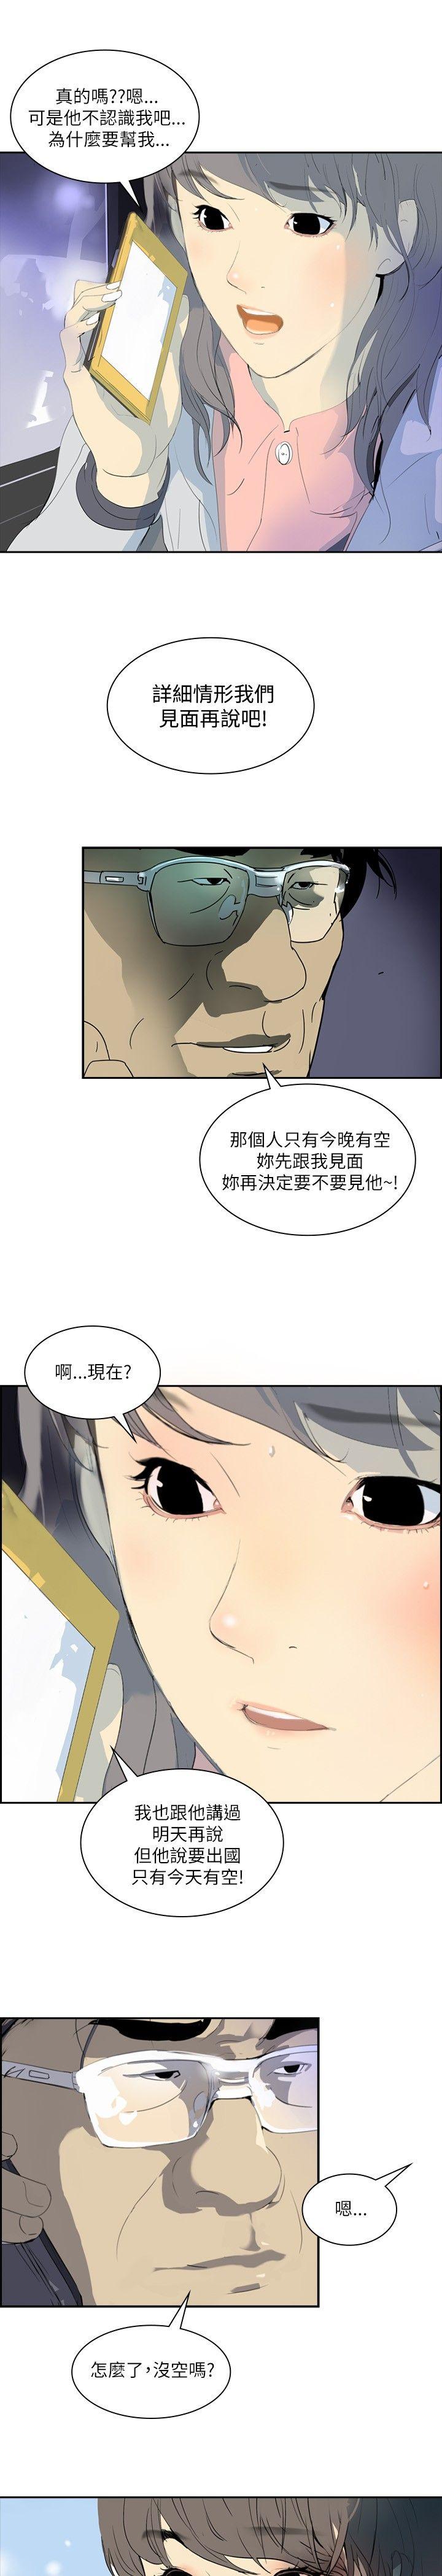 真的嗎??嗯...
可是他不認識我吧...
為什麼要幫我...
詳細情形我們
見面再說吧!
那個人只有今晚有空
妳先跟我見面
妳再決定要不要見他~!
啊...現在?
我也跟他講過
明天再說
但他說要出國
只有今天有空!
嗯...
怎麼了,沒空嗎?